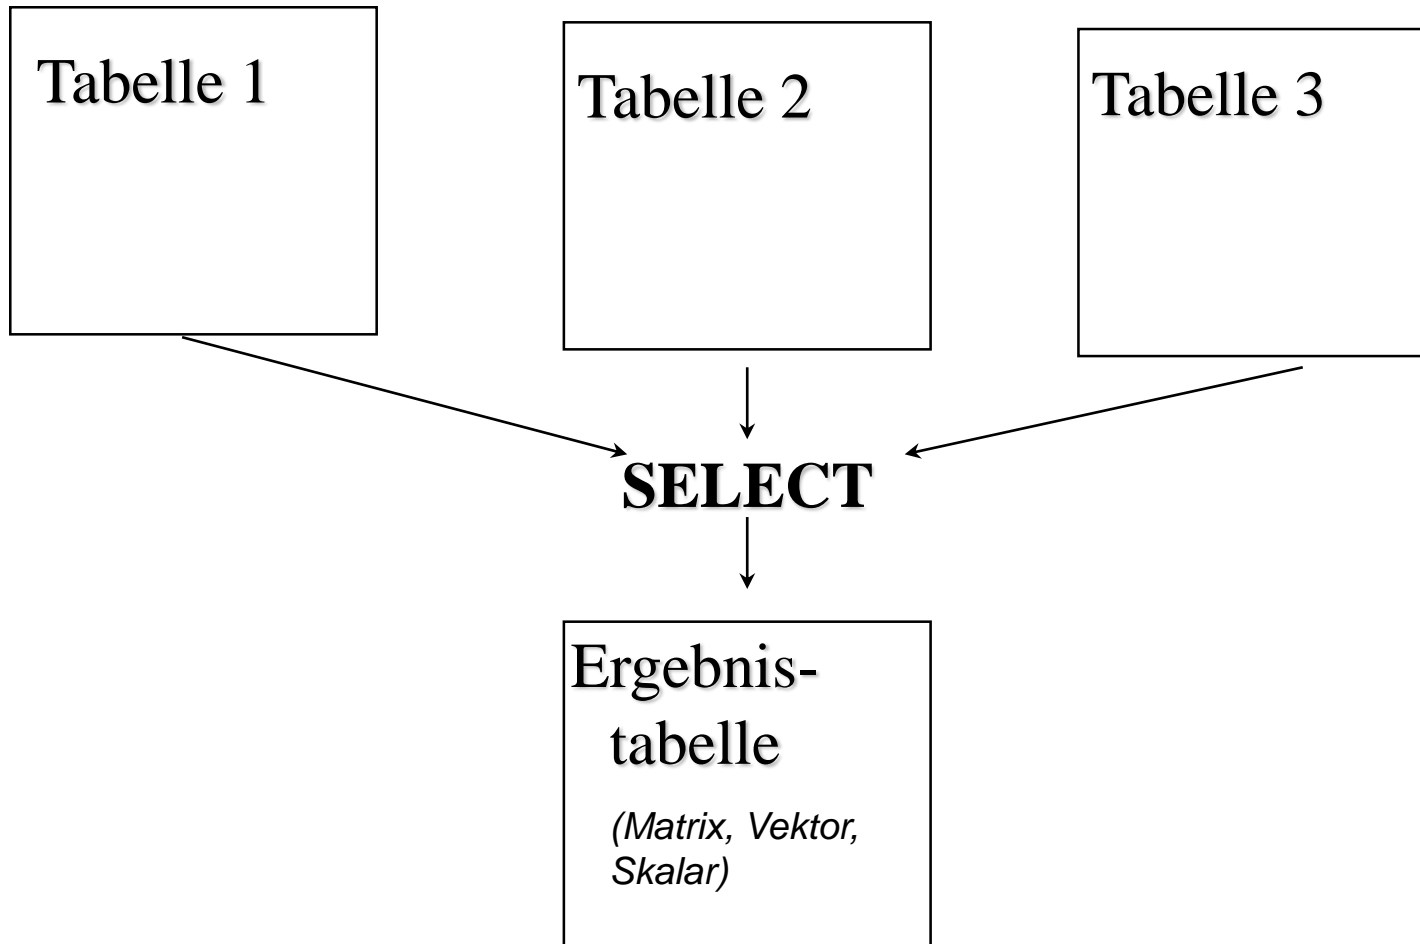 Tabelle 1
Tabelle 2
Tabelle 3
SELECT
Ergebnis-
tabelle
(Matrix, Vektor,
Skalar)